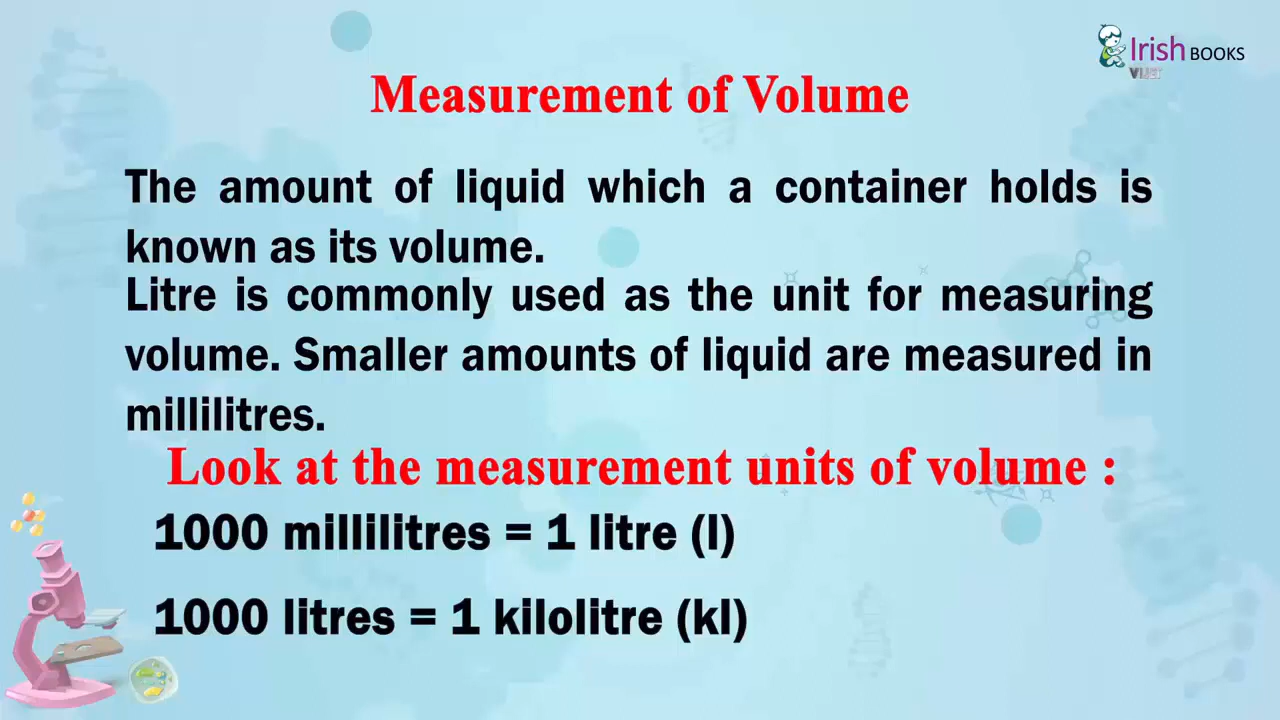 Irish BOOKS
Measurement of Volume
The amount of liquid which a container holds is
known as its volume.
Litre is commonly used as the unit for measuring
volume. Smaller amounts of liquid are measured in
millilitres.
Look at the measurement units of volume :
1000 millilitres = 1 litre (l)
1000 litres = 1 kilolitre (kl)